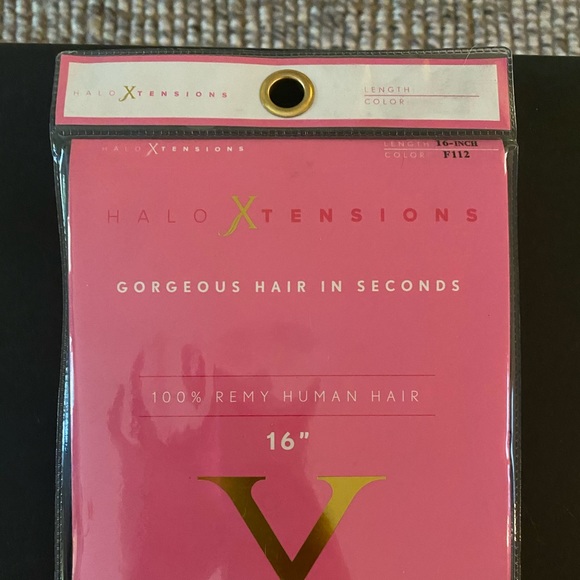 HALO XTENSIONS
LENGTH
COLOR
HALO XTENSIONS
LENGTH 16-INCH
COLOR F112
HALO XTENSIONS
GORGEOUS HAIR IN SECONDS
100% REMY HUMAN HAIR
16"
X